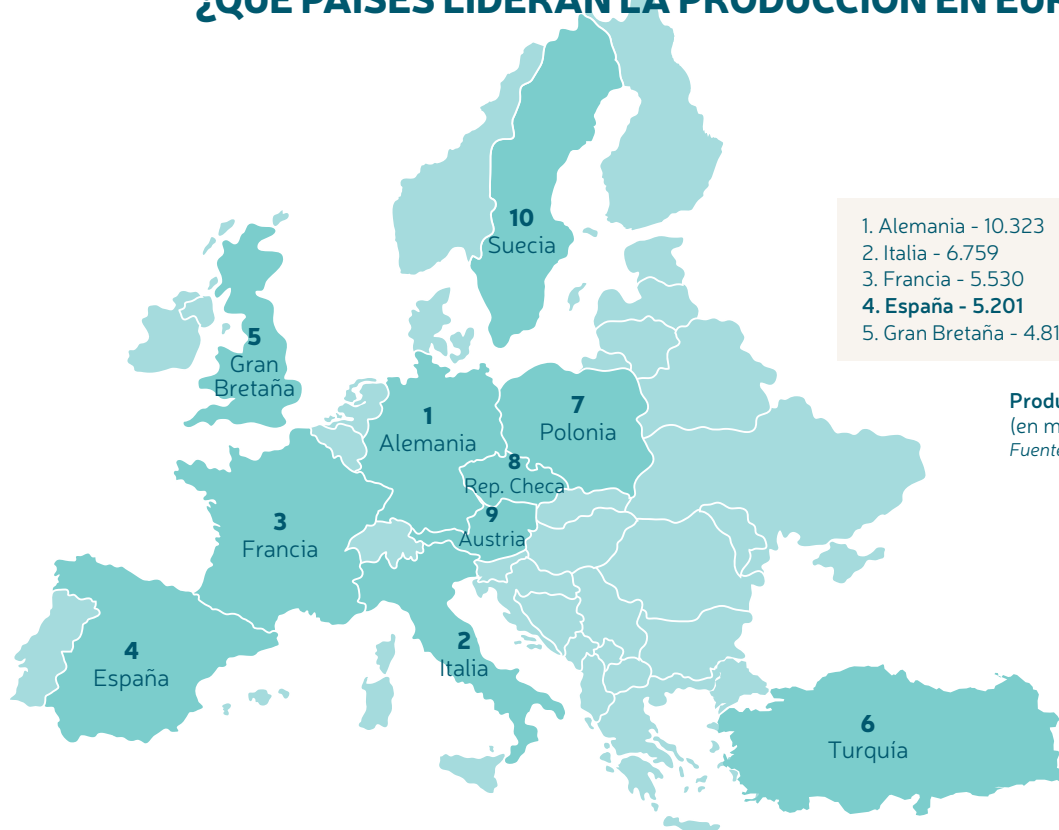 ¿QUÉ PAÍSES LIDERAN LA PRODUCCIÓN EN
10
Suecia
1. Alemania - 10.323
2. Italia - 6.759
3. Francia - 5.530
4. España - 5.201
5. Gran Bretaña - 4.81
5
Gran
Bretaña
1
Alemania
7
Polonia
(en
Fuente
8
Rep. Checa
9
Austria
3
Francia
4
España
2
Italia
6
Turquía